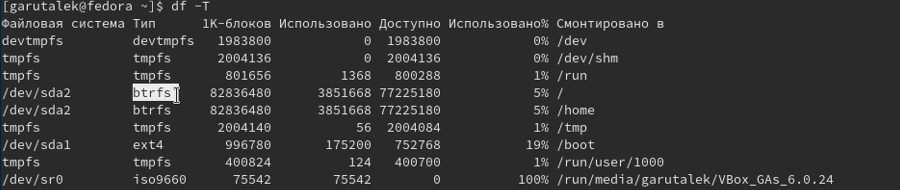 [garutalek@fedora ~]$ df -T
Файловая система Тип 1K-блоков Использовано Доступно Использовано% Смонтировано в
devtmpfs devtmpfs 1983800 0 1983800 0% /dev
tmpfs tmpfs 2004136 0 2004136 0% /dev/shm
tmpfs tmpfs 801656 1368 800288 1% /run
/dev/sda2 btrfs 82836480 3851668 77225180 5% /
/dev/sda2 btrfs 82836480 3851668 77225180 5% /home
tmpfs tmpfs 2004140 56 2004084 1% /tmp
/dev/sda1 ext4 996780 175200 752768 19% /boot
tmpfs tmpfs 400824 124 400700 1% /run/user/1000
/dev/sr0 iso9660 75542 75542 0 100% /run/media/garutalek/VBox_GAs_6.0.24